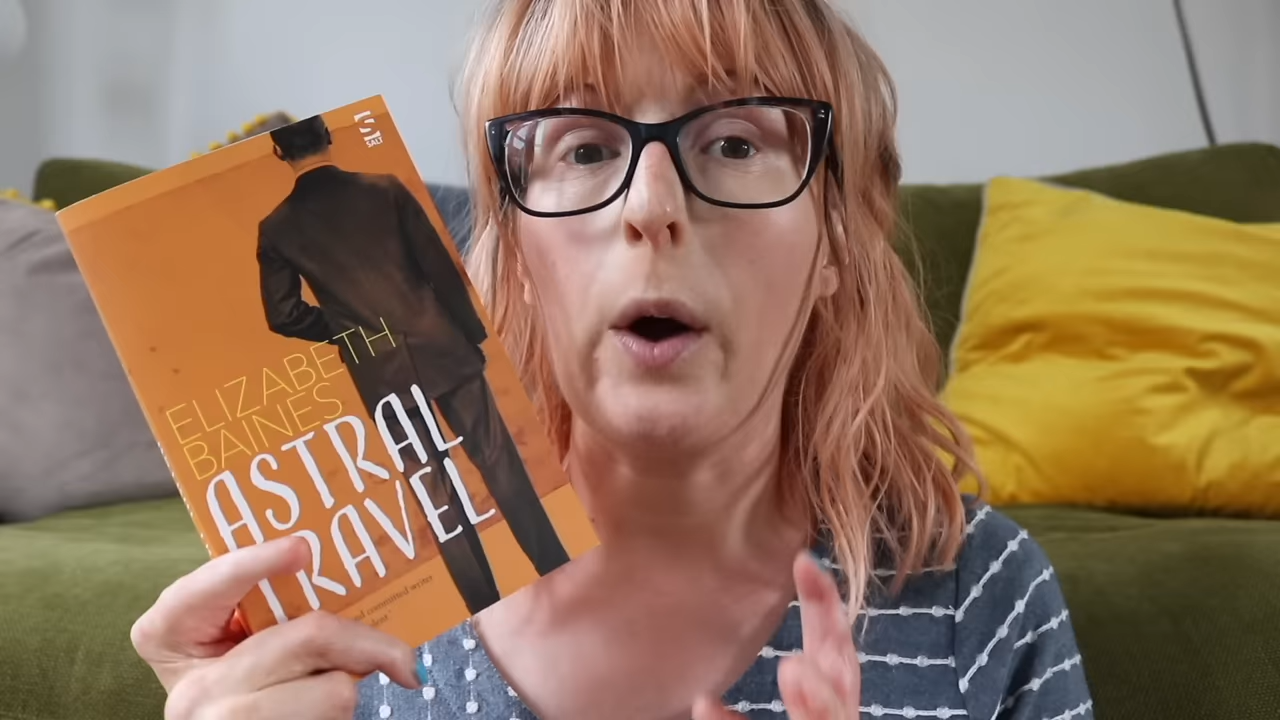 SALT
ELIZABETH
BAINES
ASTRAL
TRAVEL
committed writer